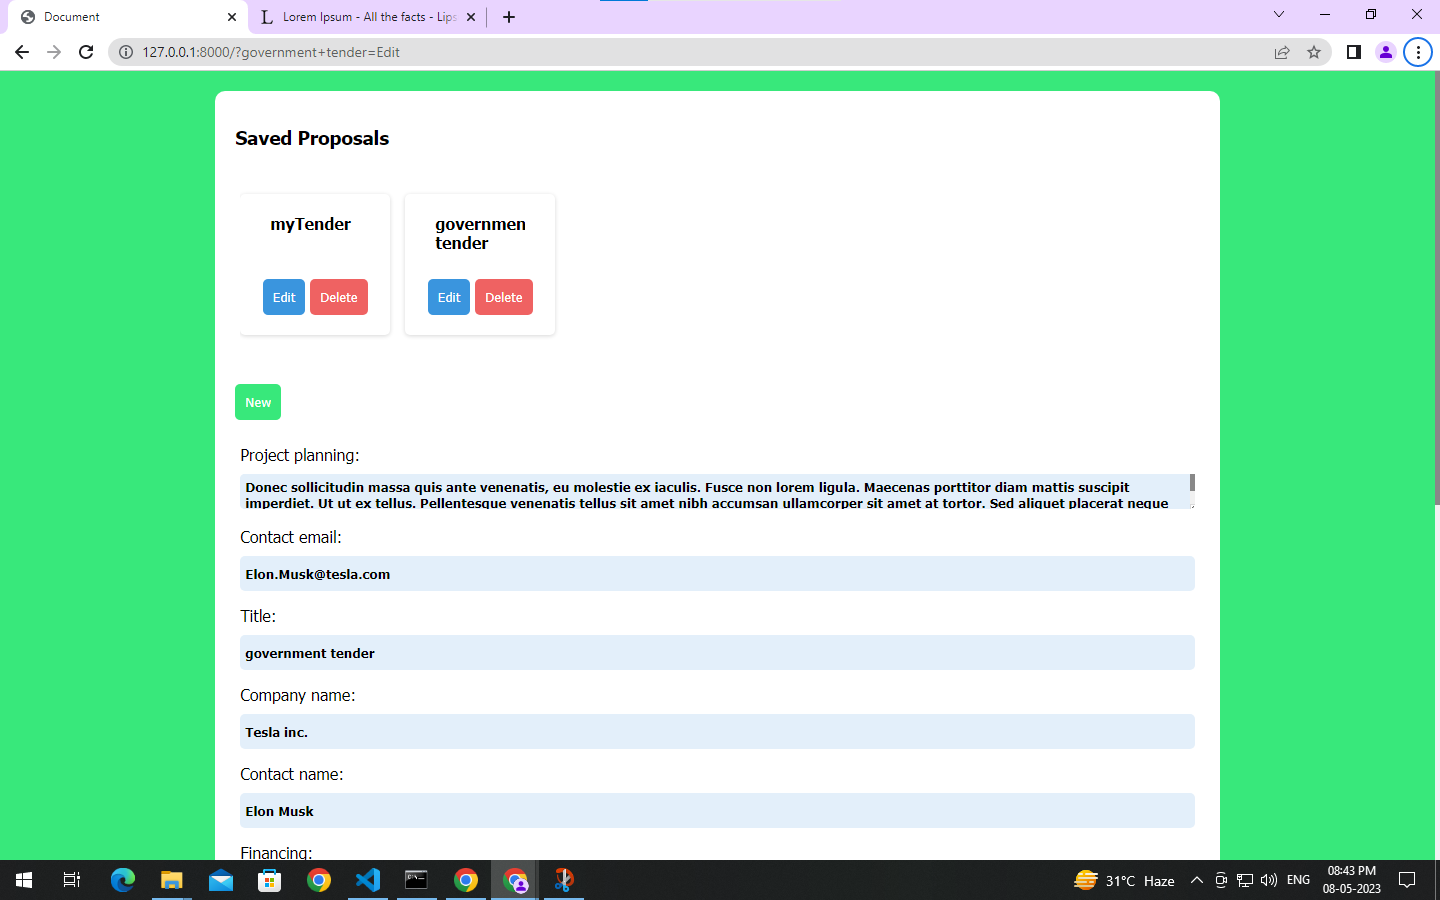 Document
Lorem Ipsum - All the facts - Lips
127.0.0.1:8000/?government+tender=Edit
Saved Proposals
myTender
governmen
tender
Edit
Delete
Edit
Delete
New
Project planning:
Donec sollicitudin massa quis ante venenatis, eu molestie ex iaculis. Fusce non lorem ligula. Maecenas porttitor diam mattis suscipit
imperdiet. Ut ut ex tellus. Pellentesque venenatis tellus sit amet nibh accumsan ullamcorper sit amet at tortor. Sed aliquet placerat neque
Contact email:
Elon.Musk@tesla.com
Title:
government tender
Company name:
Tesla inc.
Contact name:
Elon Musk
Financing:
31°C Haze
ENG
08:43 PM
08-05-2023